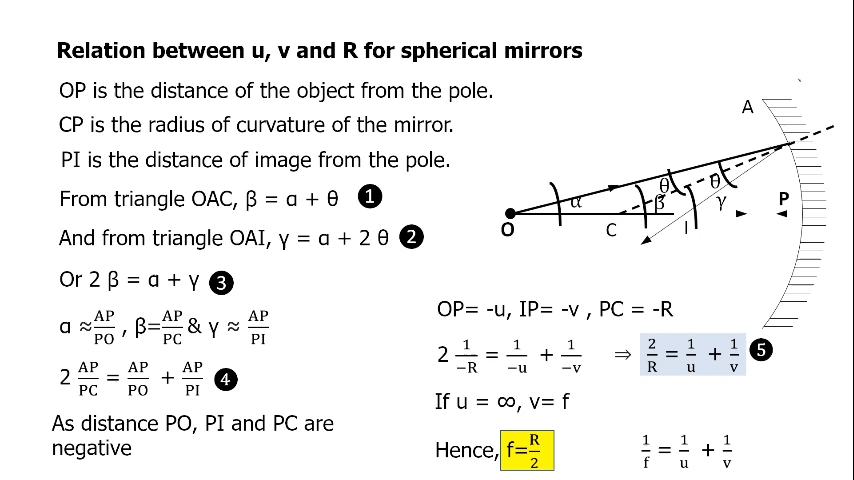 Relation between u, v and R for spherical mirrors
OP is the distance of the object from the pole.
CP is the radius of curvature of the mirror.
PI is the distance of image from the pole.
From triangle OAC, β = α + θ 1
And from triangle OAI, γ = α + 2 θ 2
Or 2 β = α + γ 3
α ≈ AP/PO , β= AP/PC & γ ≈ AP/PI
2 AP/PC = AP/PO + AP/PI 4
As distance PO, PI and PC are
negative
A
θ θ
α β γ P
O C I
OP= -u, IP= -v , PC = -R
2 1/−R = 1/−u + 1/−v ⇒ 2/R = 1/u + 1/v 5
If u = ∞, v= f
Hence, f= R/2 1/f = 1/u + 1/v